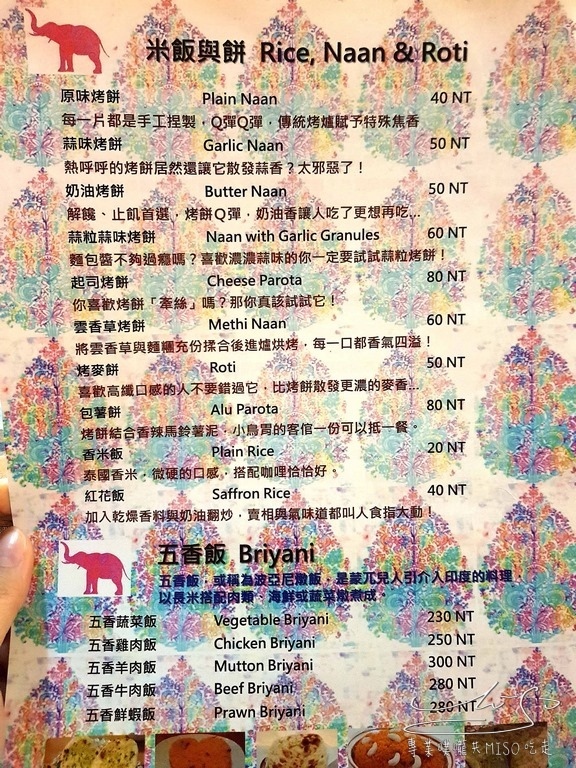 米飯與餅 Rice, Naan & Roti
原味烤餅 Plain Naan 40 NT
每一片都是手工捏製，Q彈Q彈，傳統烤爐賦予特殊焦香
蒜味烤餅 Garlic Naan 50 NT
熱呼呼的烤餅居然還讓它散發蒜香？太邪惡了！
奶油烤餅 Butter Naan 50 NT
解饞、止飢首選，烤餅Q彈，奶油香讓人吃了更想再吃...
蒜粒蒜味烤餅 Naan with Garlic Granules 60 NT
麵包醬不夠過癮嗎？喜歡濃濃蒜味的你一定要試試蒜粒烤餅！
起司烤餅 Cheese Parota 80 NT
你喜歡烤餅「牽絲」嗎？那你真該試試它！
雲香草烤餅 Methi Naan 60 NT
將雲香草與麵糰充份揉合後進爐烘烤，每一口都香氣四溢！
烤麥餅 Roti 50 NT
喜歡高纖口感的人不要錯過它，比烤餅散發更濃的麥香...
包薯餅 Alu Parota 80 NT
烤餅結合香辣馬鈴薯泥，小鳥胃的客倌一份可以抵一餐。
香米飯 Plain Rice 20 NT
泰國香米，微硬的口感，搭配咖哩恰恰好。
紅花飯 Saffron Rice 40 NT
加入乾燥香料與奶油翻炒，賣相與氣味道都叫人食指大動！
五香飯 Briyani
五香飯，或稱為波亞尼燉飯，是蒙兀兒人引介入印度的料理，
以長米搭配肉類、海鮮或蔬菜燉煮成。
五香蔬菜飯 Vegetable Briyani 230 NT
五香雞肉飯 Chicken Briyani 250 NT
五香羊肉飯 Mutton Briyani 300 NT
五香牛肉飯 Beef Briyani 280 NT
五香鮮蝦飯 Prawn Briyani 280 NT
MISO吃走